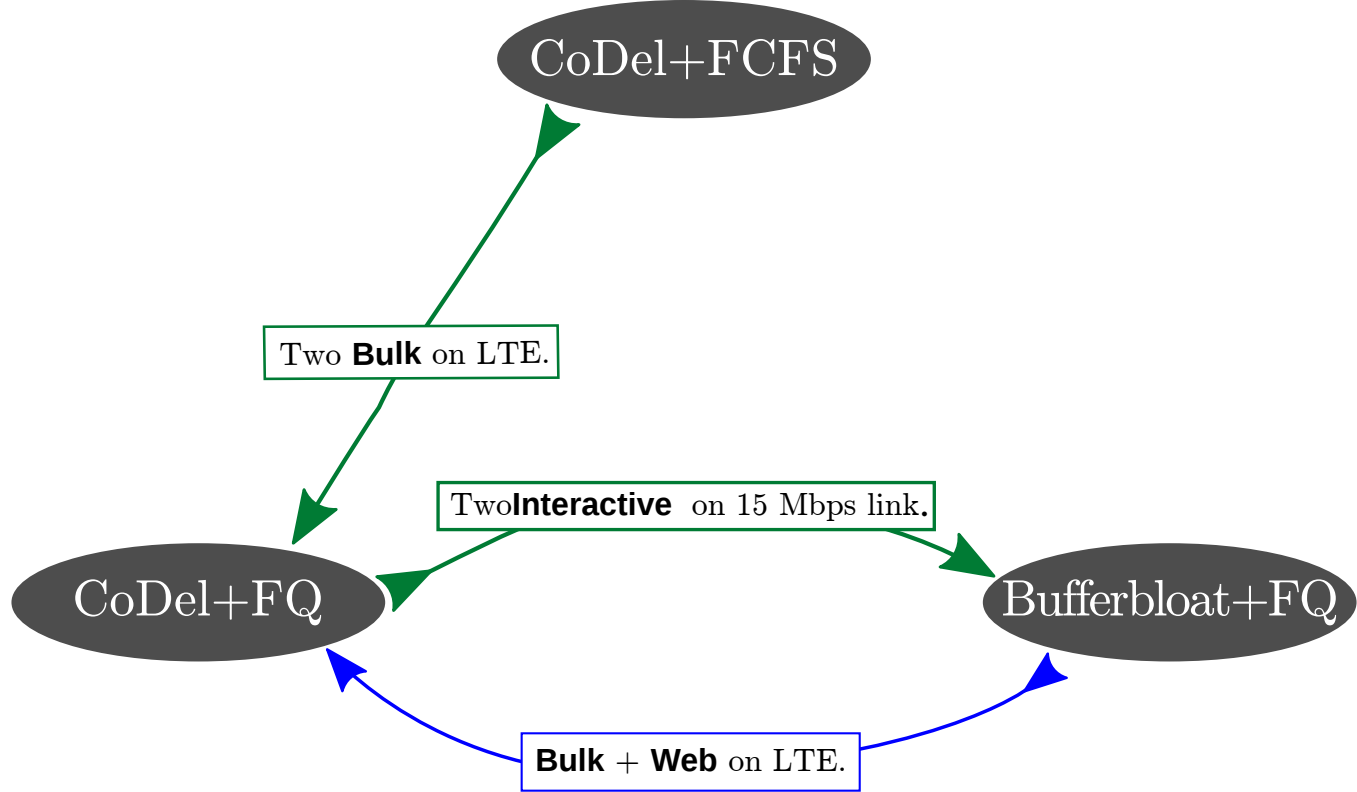 CoDel+FCFS
Two Bulk on LTE.
TwoInteractive on 15 Mbps link.
CoDel+FQ
Bufferbloat+FQ
Bulk + Web on LTE.